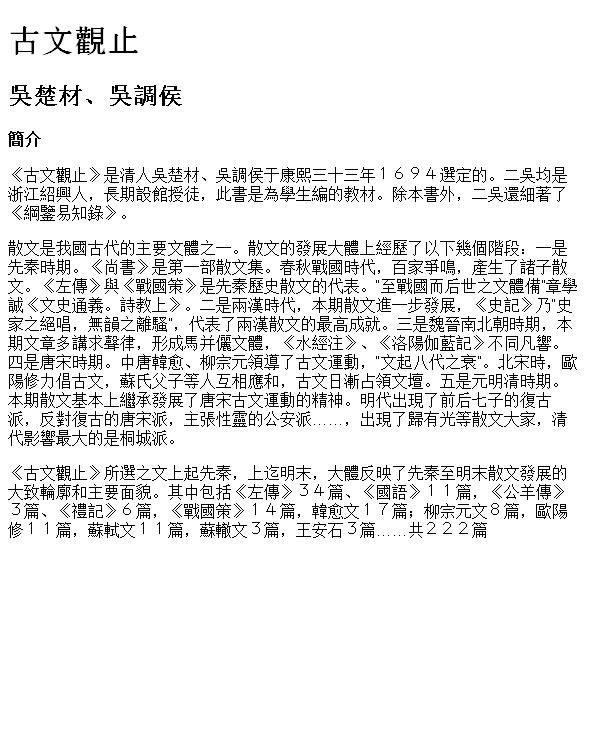 古文觀止
吳楚材、吳調侯
簡介
《古文觀止》是清人吳楚材、吳調侯于康熙三十三年１６９４選定的。二吳均是
浙江紹興人，長期設館授徒，此書是為學生編的教材。除本書外，二吳還細著了
《綱鑒易知錄》。
散文是我國古代的主要文體之一。散文的發展大體上經歷了以下幾個階段：一是
先秦時期。《尚書》是第一部散文集。春秋戰國時代，百家爭鳴，產生了諸子散
文。《左傳》與《戰國策》是先秦歷史散文的代表。"至戰國而后世之文體備"章學
誠《文史通義。詩教上》。二是兩漢時代，本期散文進一步發展，《史記》乃"史
家之絕唱，無韻之離騷"，代表了兩漢散文的最高成就。三是魏晉南北朝時期，本
期文章多講求聲律，形成馬并儷文體，《水經注》、《洛陽伽藍記》不同凡響。
四是唐宋時期。中唐韓愈、柳宗元領導了古文運動，"文起八代之衰"。北宋時，歐
陽修力倡古文，蘇氏父子等人互相應和，古文日漸占領文壇。五是元明清時期。
本期散文基本上繼承發展了唐宋古文運動的精神。明代出現了前后七子的復古
派，反對復古的唐宋派，主張性靈的公安派……，出現了歸有光等散文大家，清
代影響最大的是桐城派。
《古文觀止》所選之文上起先秦，上迄明末，大體反映了先秦至明末散文發展的
大致輪廓和主要面貌。其中包括《左傳》３４篇、《國語》１１篇，《公羊傳》
３篇、《禮記》６篇，《戰國策》１４篇，韓愈文１７篇；柳宗元文８篇，歐陽
修１１篇，蘇軾文１１篇，蘇轍文３篇，王安石３篇……共２２２篇